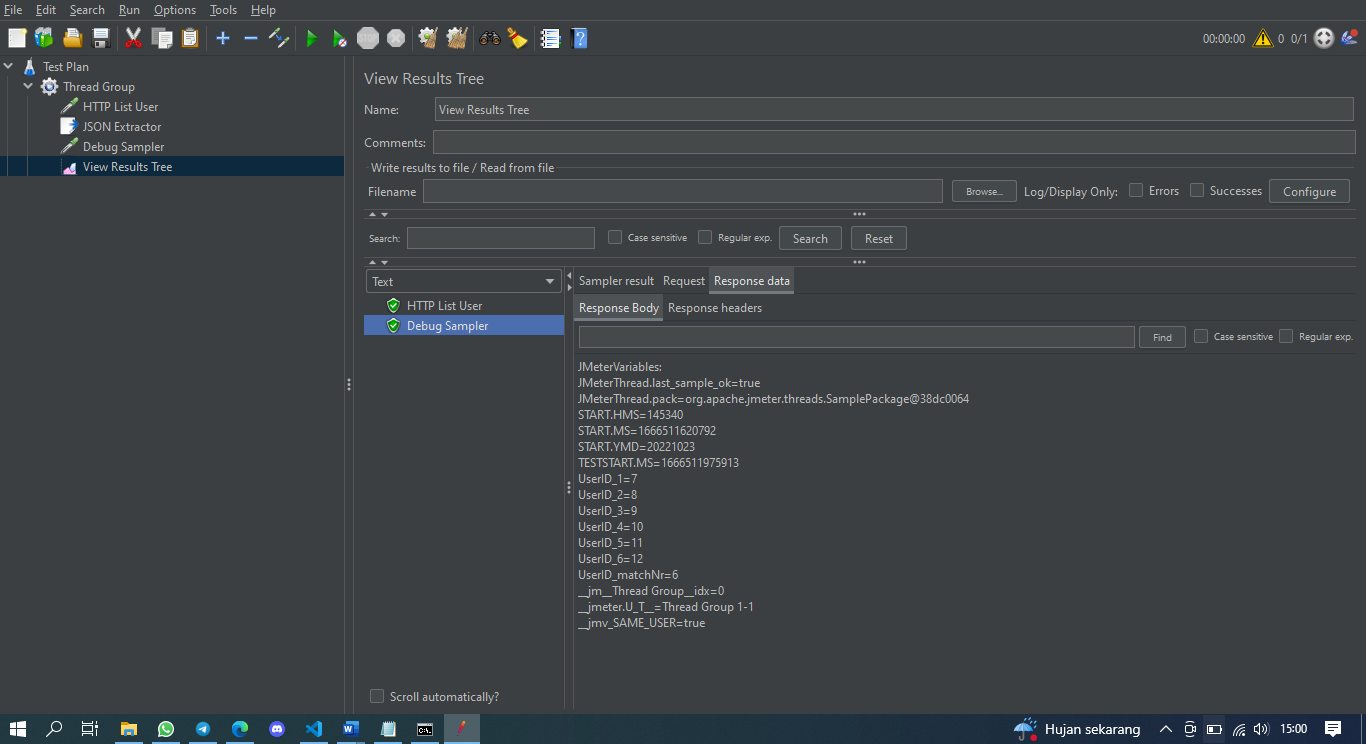 File Edit Search Run Options Tools Help
STOP
00:00:00 0 0/1
Test Plan
Thread Group
HTTP List User
JSON Extractor
Debug Sampler
View Results Tree
View Results Tree
Name: View Results Tree
Comments:
Write results to file / Read from file
Filename Browse... Log/Display Only: Errors Successes Configure
Search: Case sensitive Regular exp. Search Reset
Text
HTTP List User
Debug Sampler
Scroll automatically?
Sampler result Request Response data
Response Body Response headers
Find Case sensitive Regular exp.
JMeterVariables:
JMeterThread.last_sample_ok=true
JMeterThread.pack=org.apache.jmeter.threads.SamplePackage@38dc0064
START.HMS=145340
START.MS=1666511620792
START.YMD=20221023
TESTSTART.MS=1666511975913
UserID_1=7
UserID_2=8
UserID_3=9
UserID_4=10
UserID_5=11
UserID_6=12
UserID_matchNr=6
__jm__Thread Group__idx=0
__jmeter.U_T__=Thread Group 1-1
__jmv_SAME_USER=true
Hujan sekarang 15:00